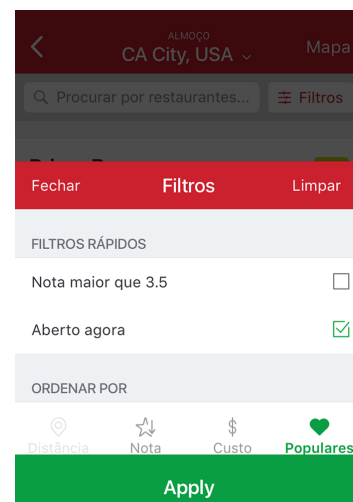 ALMOÇO
CA City, USA
Mapa
Procurar por restaurantes...
Filtros
Fechar
Filtros
Limpar
FILTROS RÁPIDOS
Nota maior que 3.5
Aberto agora
ORDENAR POR
Distância
Nota
Custo
Populares
Apply